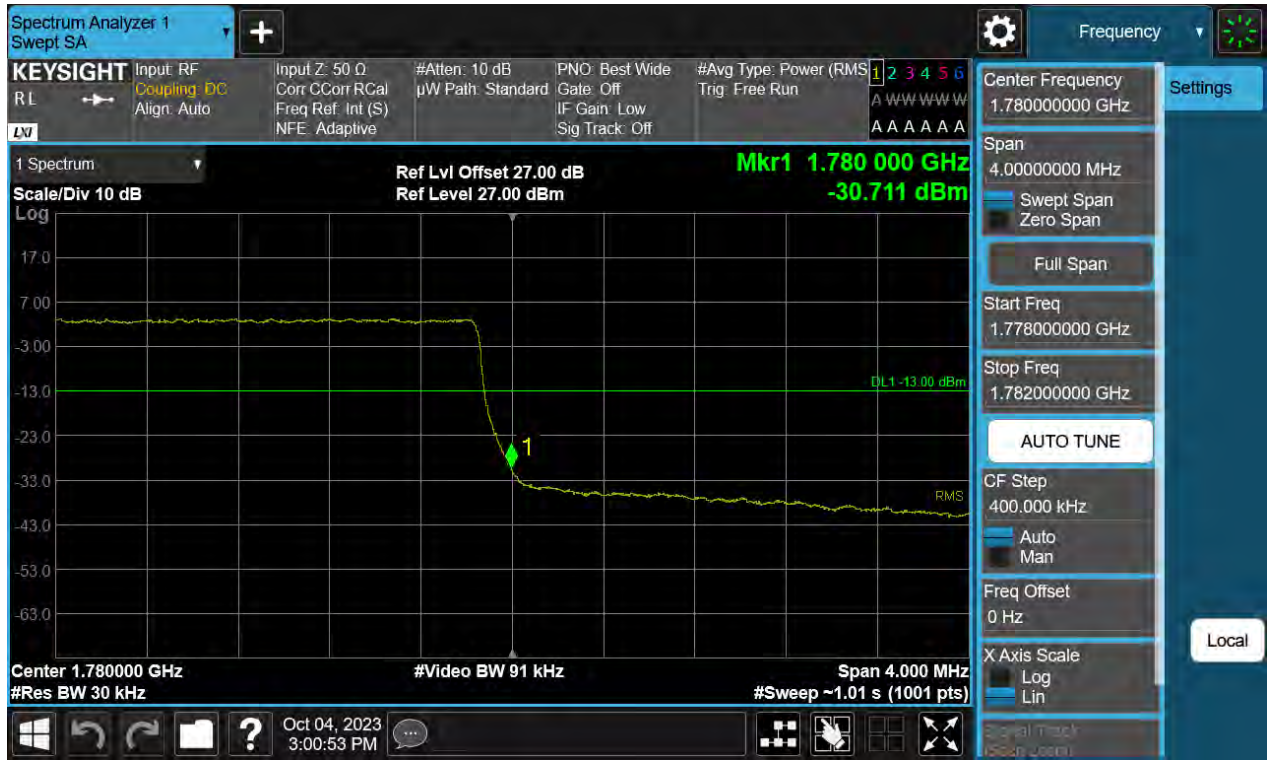 Spectrum Analyzer 1
Swept SA
+
Frequency
KEYSIGHT
RL
LXI
Input: RF
Coupling: DC
Align: Auto
Input Z: 50 Ω
Corr CCorr RCal
Freq Ref: Int (S)
NFE: Adaptive
#Atten: 10 dB
µW Path: Standard
PNO: Best Wide
Gate: Off
IF Gain: Low
Sig Track: Off
#Avg Type: Power (RMS
Trig: Free Run
1 2 3 4 5 6
A W W W W W
A A A A A A
1 Spectrum
Scale/Div 10 dB
Ref Lvl Offset 27.00 dB
Ref Level 27.00 dBm
Mkr1 1.780 000 GHz
-30.711 dBm
Log
17.0
7.00
-3.00
-13.0
-23.0
-33.0
-43.0
-53.0
-63.0
DL1 -13.00 dBm
1
RMS
Center 1.780000 GHz
#Res BW 30 kHz
#Video BW 91 kHz
Span 4.000 MHz
#Sweep ~1.01 s (1001 pts)
Center Frequency
1.780000000 GHz
Span
4.00000000 MHz
Swept Span
Zero Span
Full Span
Start Freq
1.778000000 GHz
Stop Freq
1.782000000 GHz
AUTO TUNE
CF Step
400.000 kHz
Auto
Man
Freq Offset
0 Hz
X Axis Scale
Log
Lin
Signal Track
(Span Zoom)
Settings
Local
?
Oct 04, 2023
3:00:53 PM